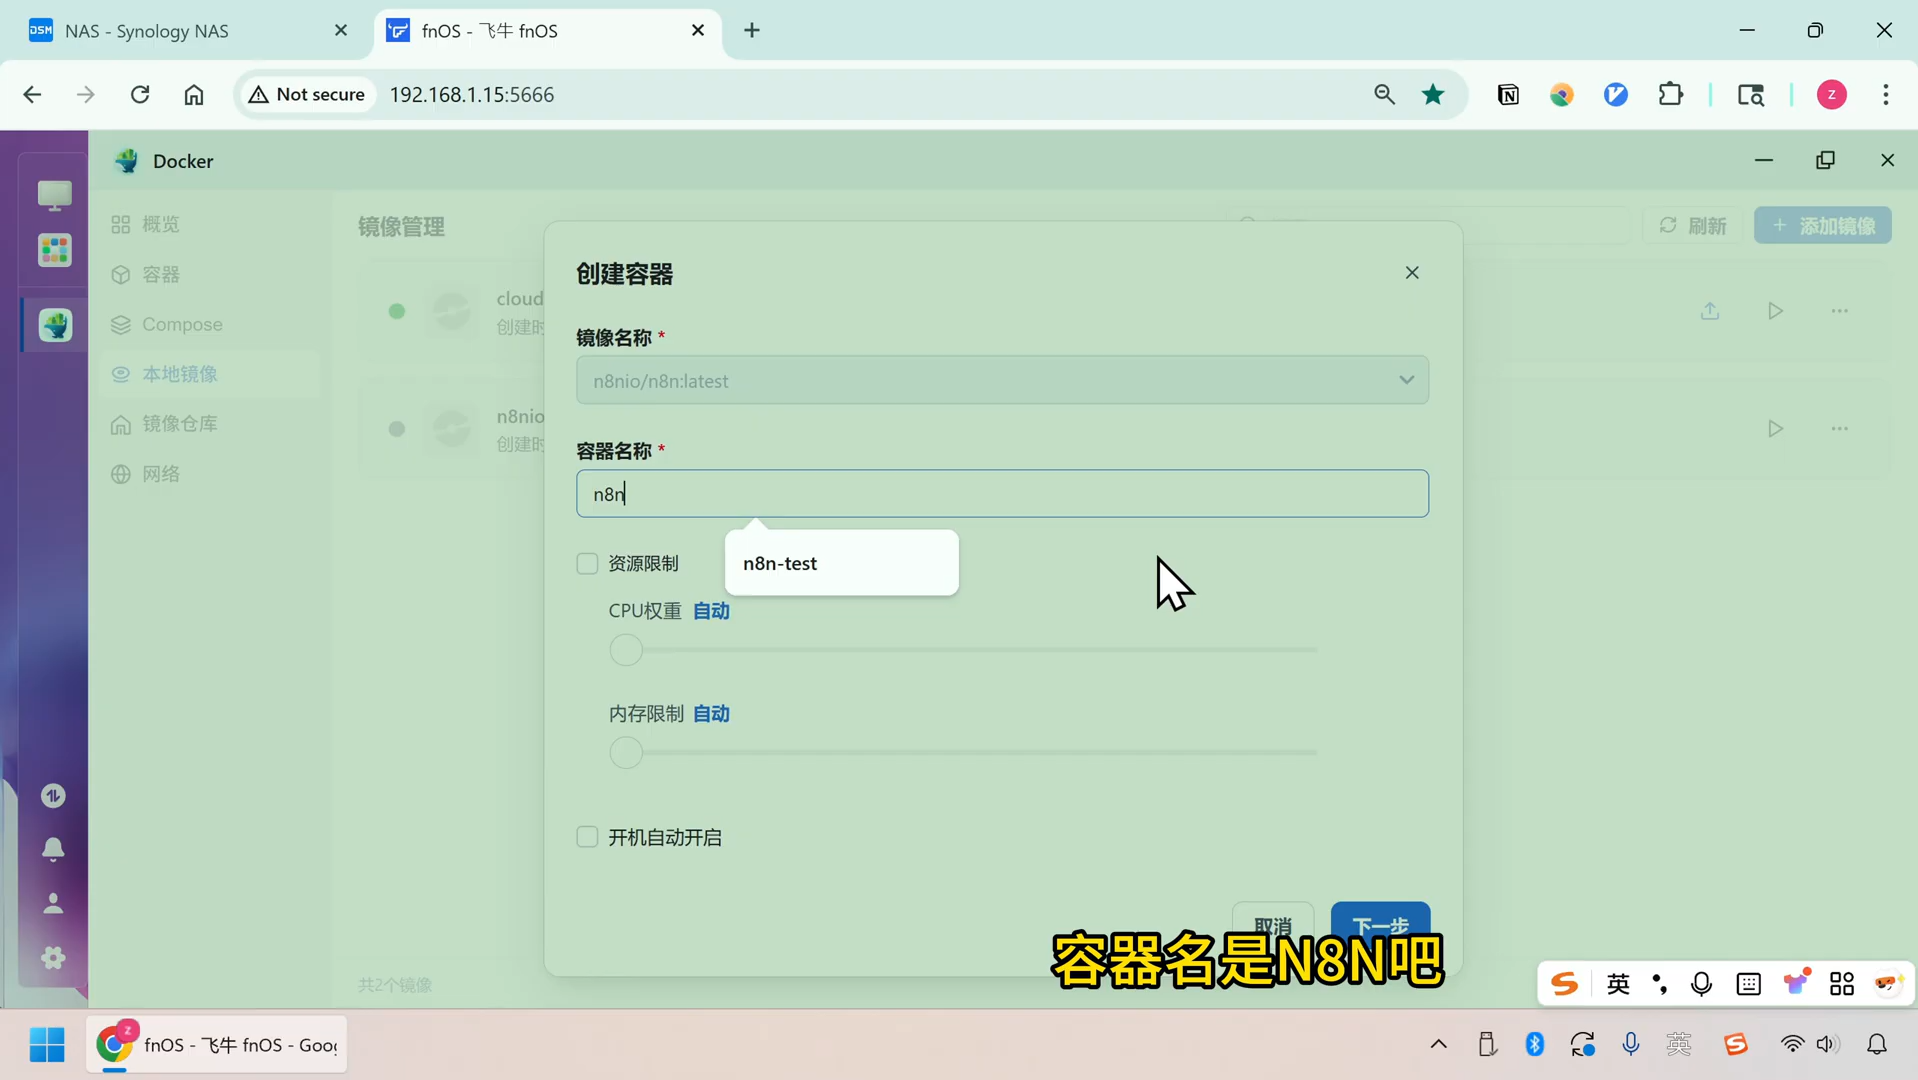 DSM NAS - Synology NAS
fnOS - 飞牛 fnOS
Not secure 192.168.1.15:5666
Z
Docker
概览
容器
Compose
本地镜像
镜像仓库
网络
镜像管理
刷新
+ 添加镜像
cloud
创建时
n8nio
创建时
共2个镜像
创建容器
镜像名称 *
n8nio/n8n:latest
容器名称 *
n8n
n8n-test
资源限制
CPU权重 自动
内存限制 自动
开机自动开启
取消
下一步
容器名是N8N吧
英
fnOS - 飞牛 fnOS - Goog
英